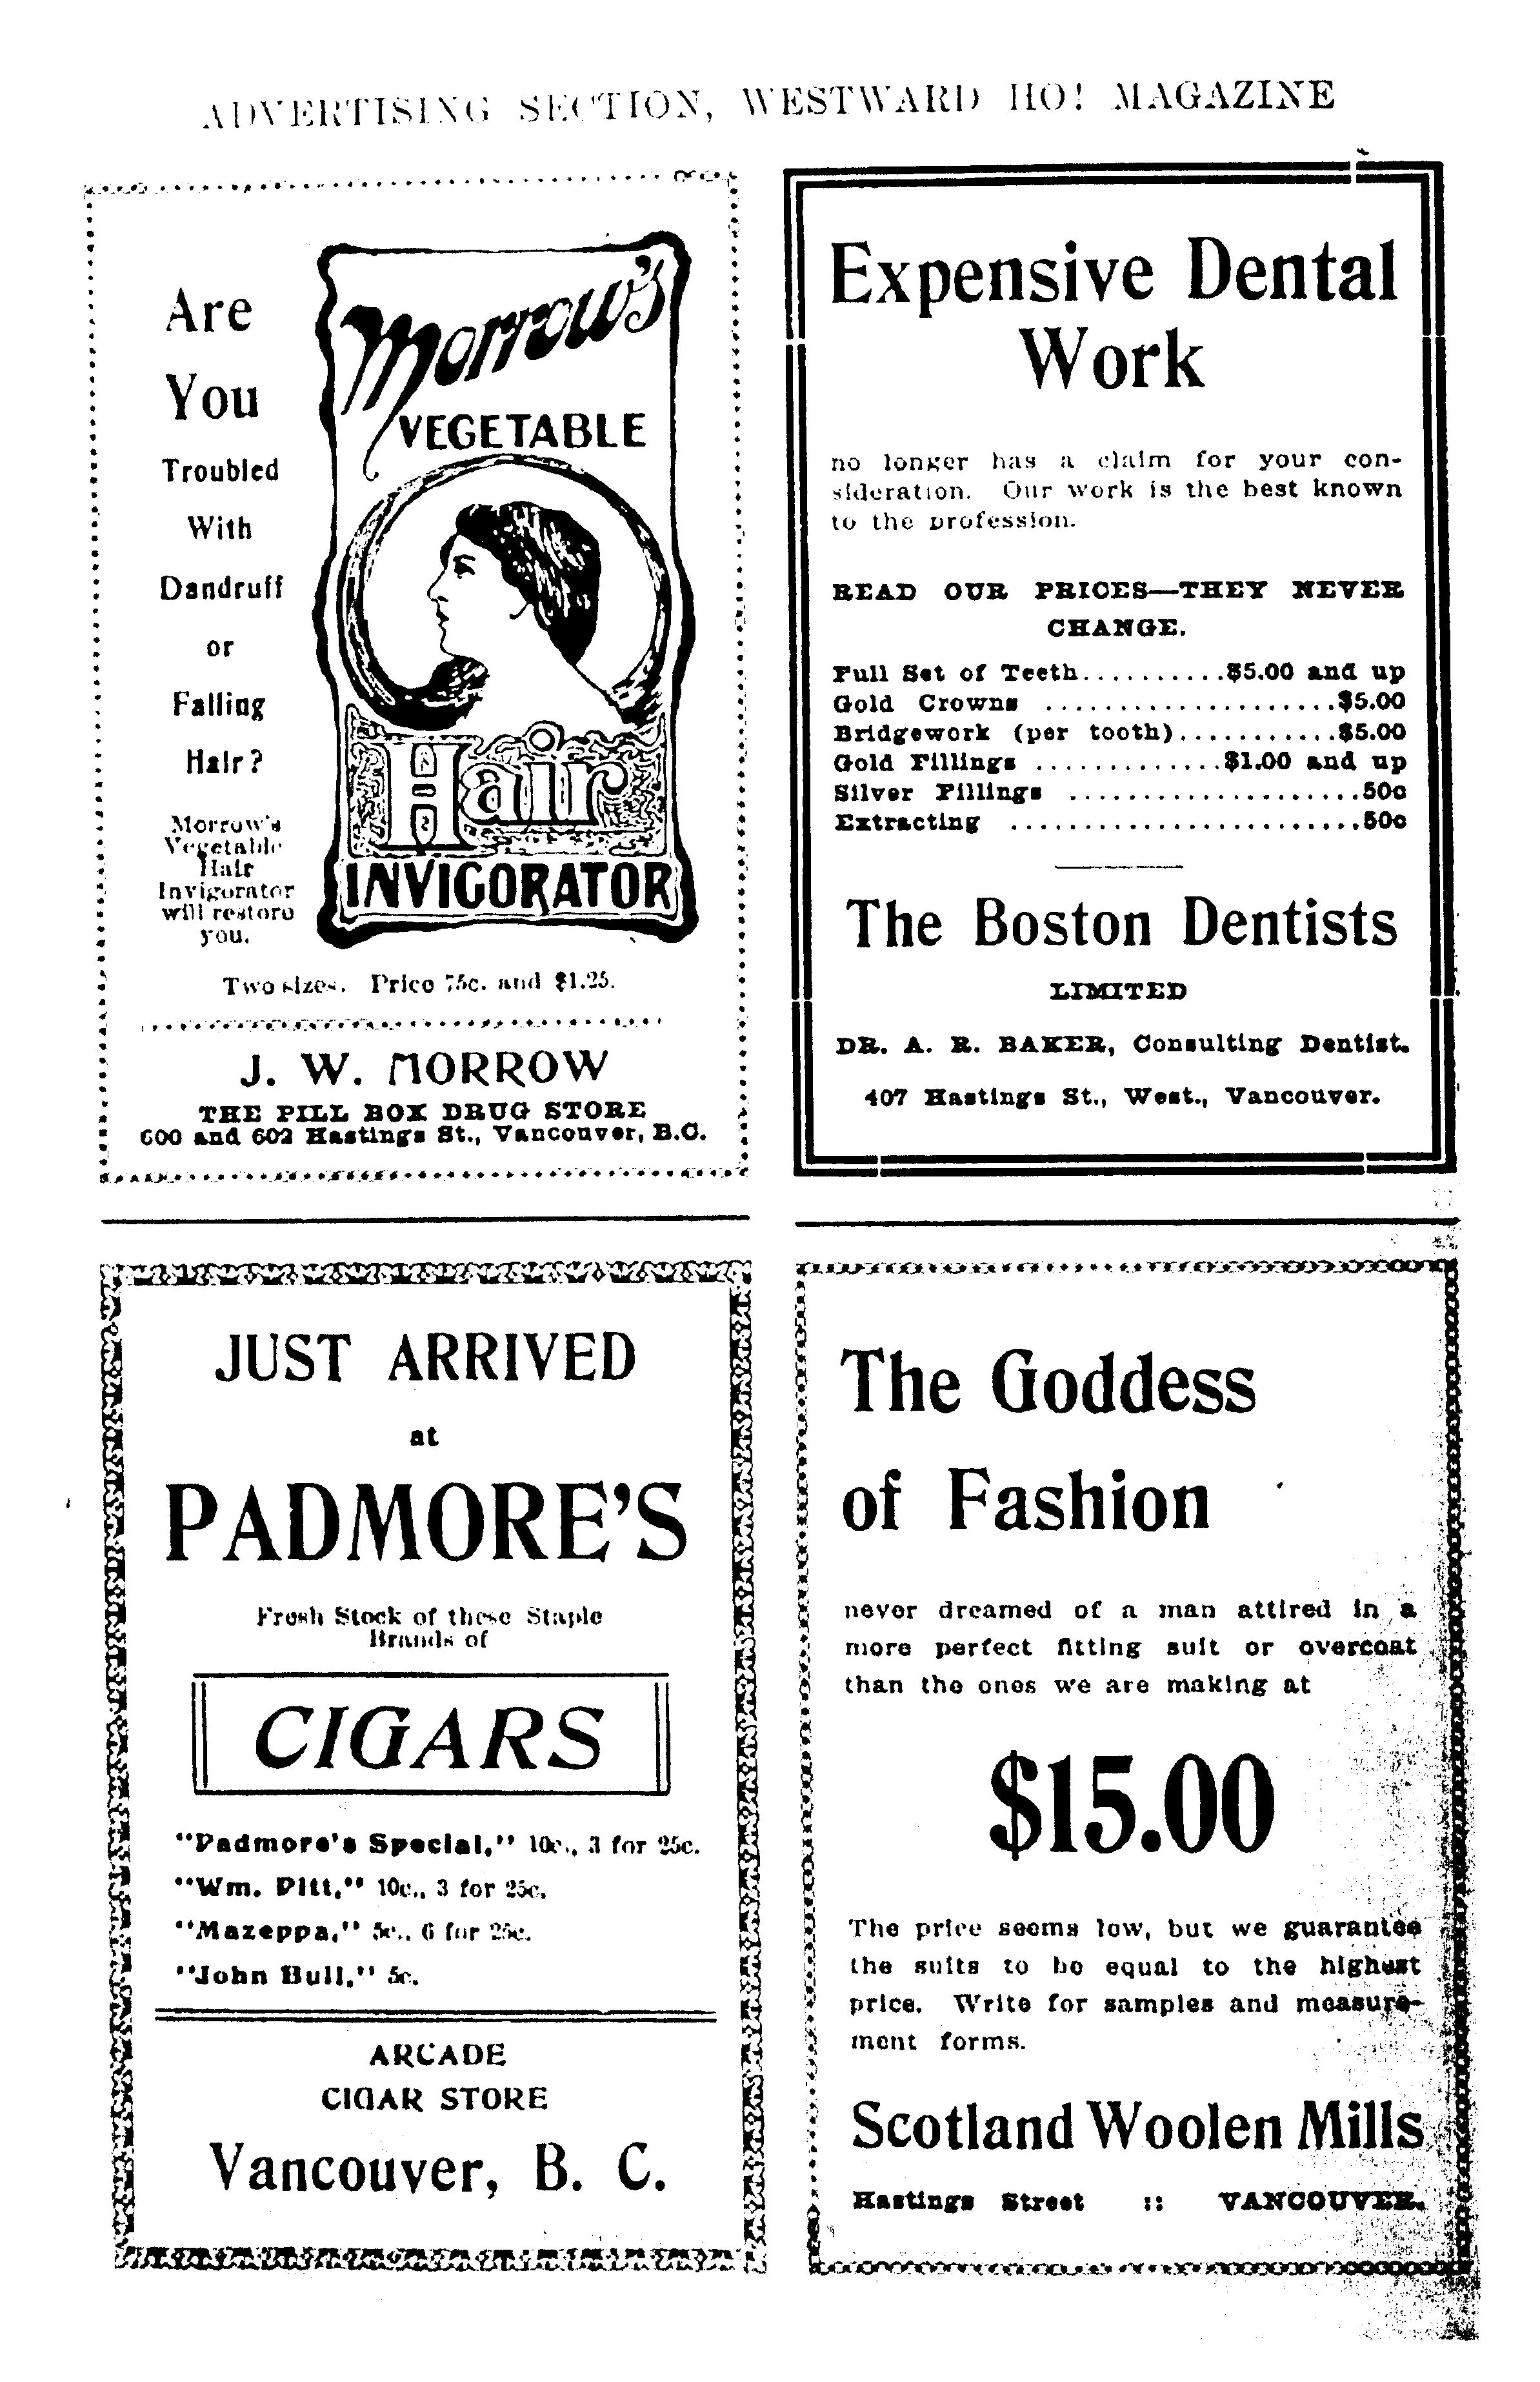 ADVERTISING SECTION, WESTWARD HO! MAGAZINE
Are
You
Troubled
With
Dandruff
or
Falling
Hair?
Morrow's
Vegetable
Hair
Invigorator
will restore
you.
Morrow's
VEGETABLE
Hair
INVIGORATOR
Two sizes. Price 75c. and $1.25.
J. W. MORROW
THE PILL BOX DRUG STORE
600 and 602 Hastings St., Vancouver, B.C.
Expensive Dental
Work
no longer has a claim for your con-
sideration. Our work is the best known
to the profession.
READ OUR PRICES—THEY NEVER
CHANGE.
Full Set of Teeth..........$5.00 and up
Gold Crowns ....................$5.00
Bridgework (per tooth)...........$5.00
Gold Fillings .............$1.00 and up
Silver Fillings ....................50c
Extracting ........................50c
The Boston Dentists
LIMITED
DR. A. R. BAKER, Consulting Dentist.
407 Hastings St., West., Vancouver.
JUST ARRIVED
at
PADMORE'S
Fresh Stock of these Staple
Brands of
CIGARS
"Padmore's Special," 10c., 3 for 25c.
"Wm. Pitt," 10c., 3 for 25c.
"Mazeppa," 5c., 6 for 25c.
"John Bull," 5c.
ARCADE
CIGAR STORE
Vancouver, B. C.
The Goddess
of Fashion
never dreamed of a man attired in a
more perfect fitting suit or overcoat
than the ones we are making at
$15.00
The price seems low, but we guarantee
the suits to be equal to the highest
price. Write for samples and measure-
ment forms.
Scotland Woolen Mills
Hastings Street :: VANCOUVER.